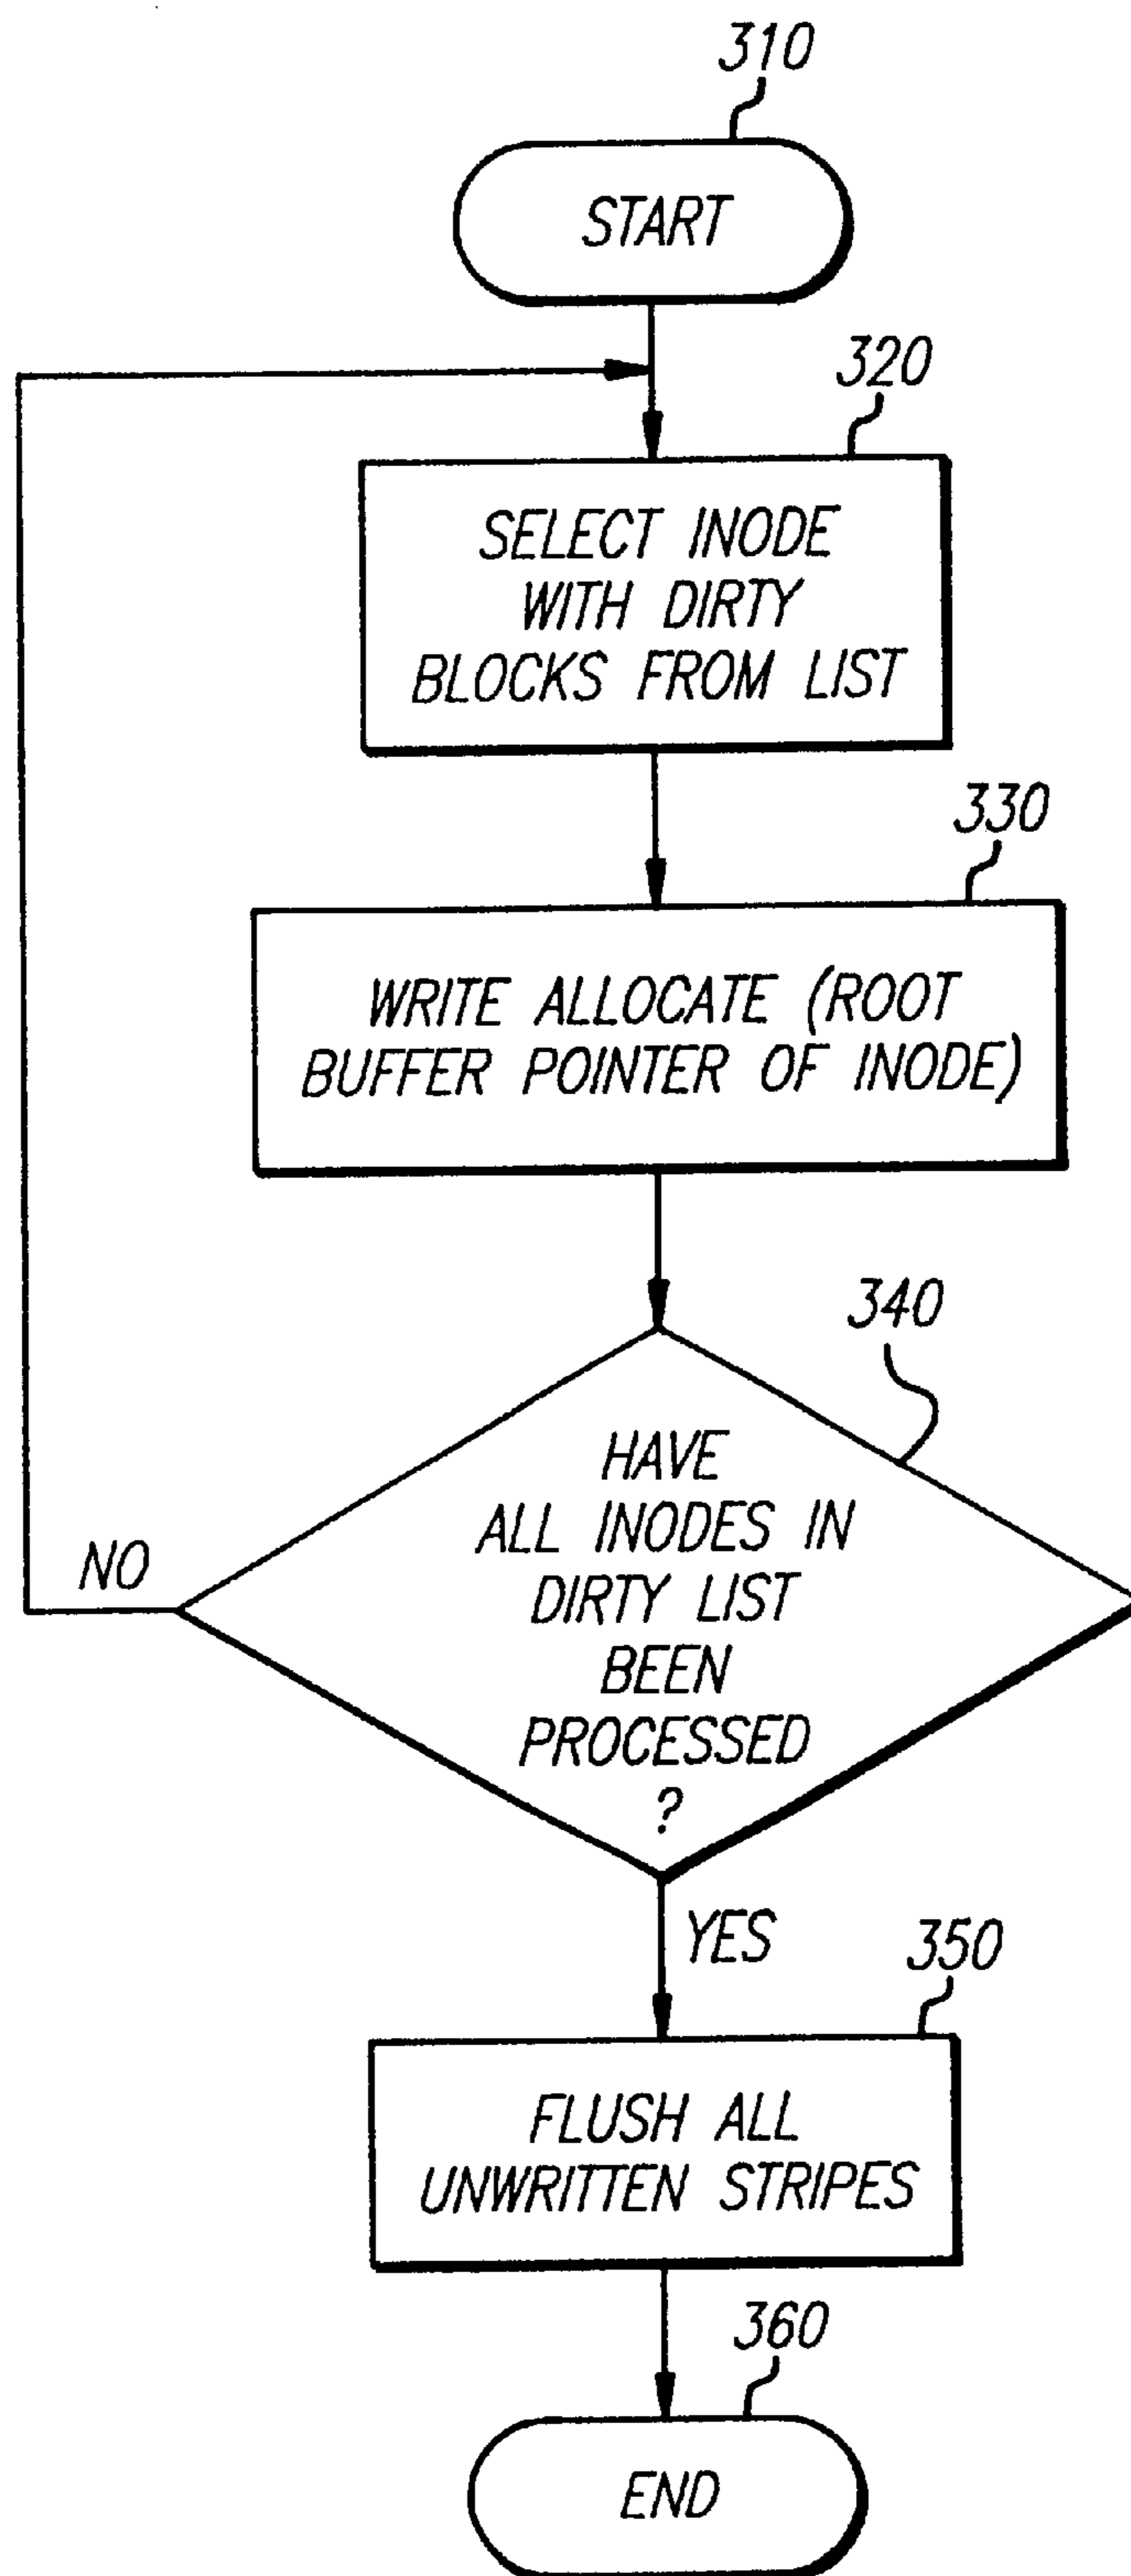 310
START
320
SELECT INODE
WITH DIRTY
BLOCKS FROM LIST
330
WRITE ALLOCATE (ROOT
BUFFER POINTER OF INODE)
340
HAVE
ALL INODES IN
DIRTY LIST
BEEN
PROCESSED
?
NO
YES
350
FLUSH ALL
UNWRITTEN STRIPES
360
END